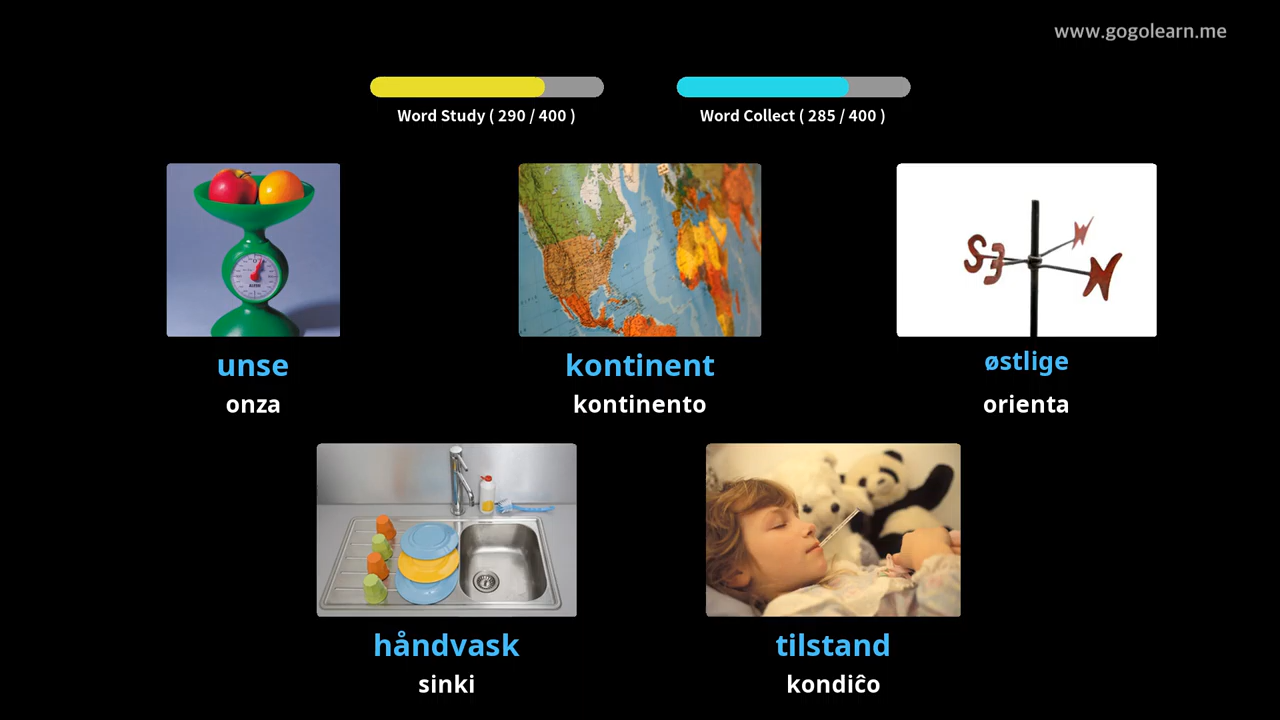 www.gogolearn.me
Word Study ( 290 / 400 )
Word Collect ( 285 / 400 )
S
E
N
unse
kontinent
østlige
onza
kontinento
orienta
håndvask
tilstand
sinki
kondiĉo